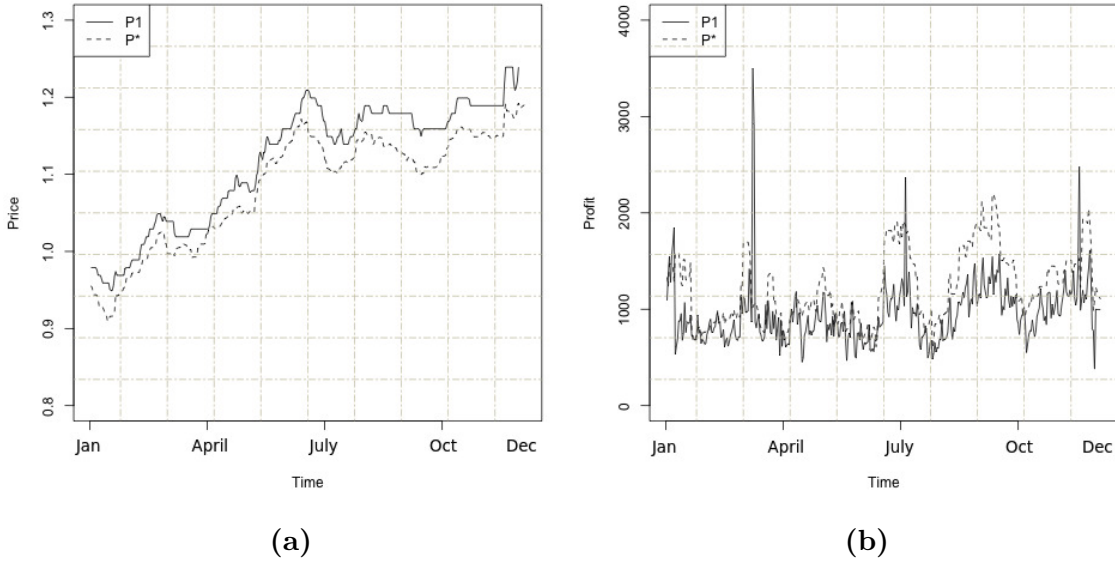 P1
P*
Price
1.3
1.2
1.1
1.0
0.9
0.8
Jan
April
July
Oct
Dec
Time
(a)
P1
P*
Profit
4000
3000
2000
1000
0
Jan
April
July
Oct
Dec
Time
(b)